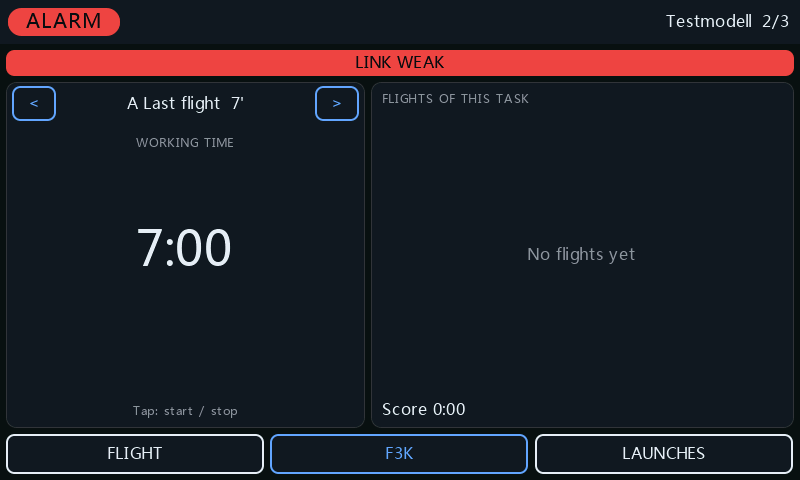 ALARM
Testmodell 2/3
LINK WEAK
<
A Last flight 7'
>
WORKING TIME
7:00
Tap: start / stop
FLIGHTS OF THIS TASK
No flights yet
Score 0:00
FLIGHT
F3K
LAUNCHES